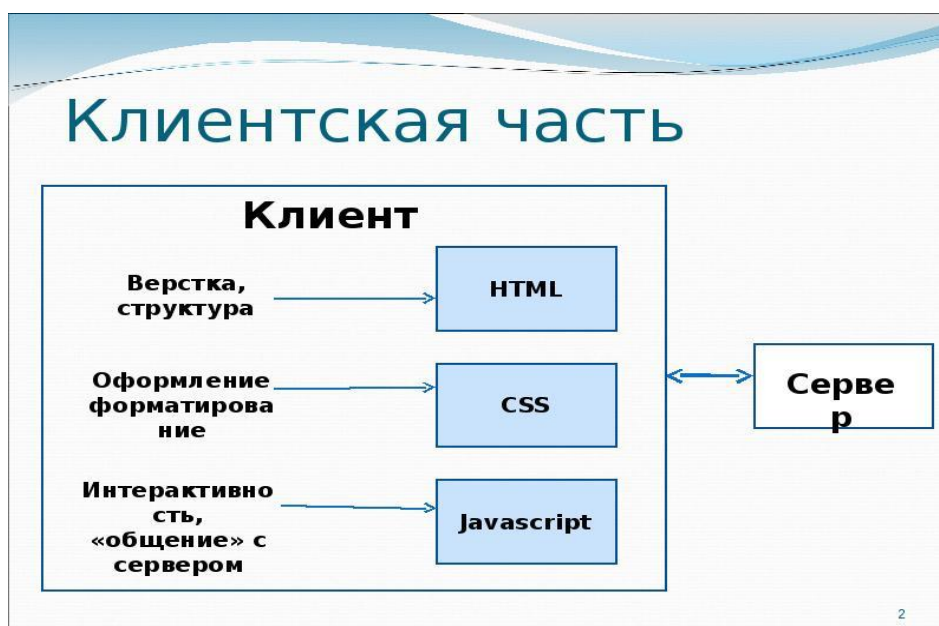 Клиентская часть
Клиент
Верстка,
структура
HTML
Оформление
форматирова
ние
CSS
Интерактивно
сть,
«общение» с
сервером
Javascript
Серве
р
2